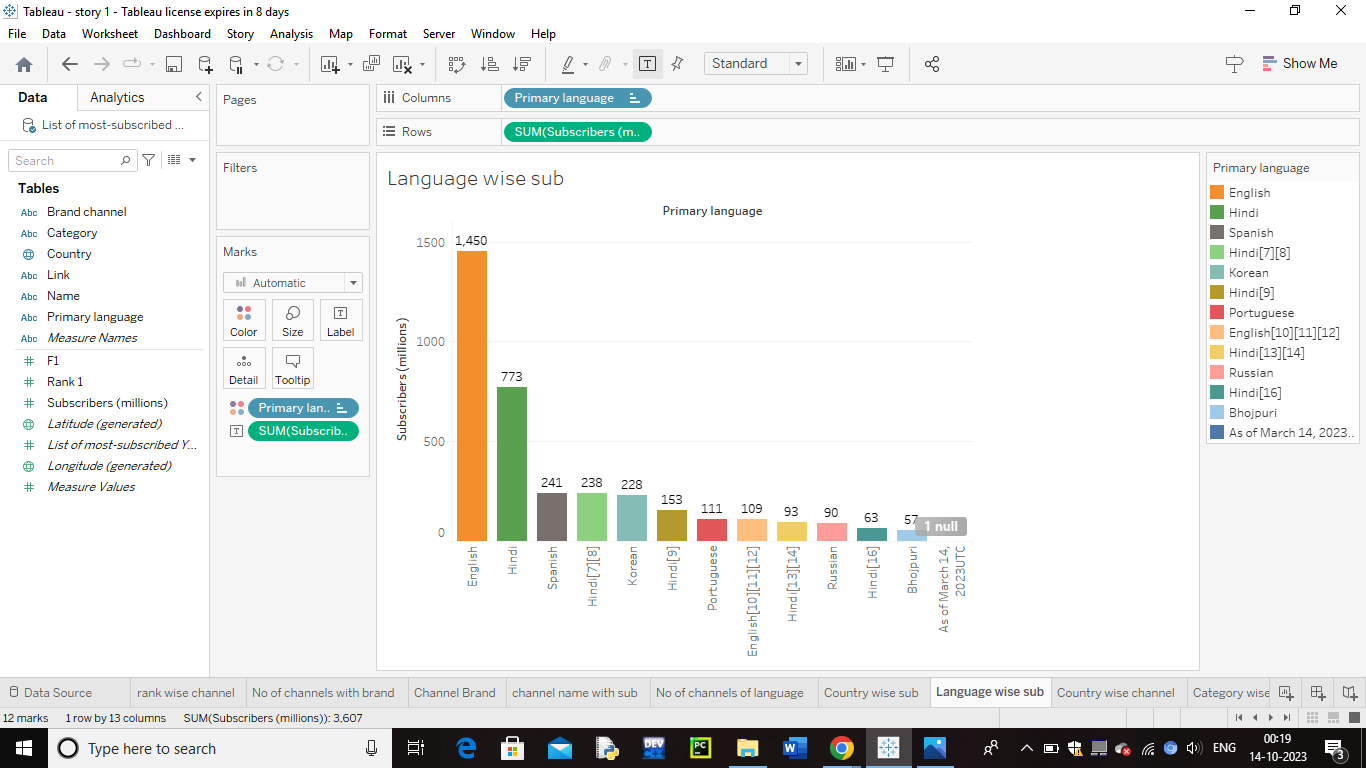 Tableau - story 1 - Tableau license expires in 8 days
File Data Worksheet Dashboard Story Analysis Map Format Server Window Help
Standard Show Me
Data Analytics
List of most-subscribed ...
Search
Tables
Abc Brand channel
Abc Category
Country
Abc Link
Abc Name
Abc Primary language
Abc Measure Names
F1
Rank 1
Subscribers (millions)
Latitude (generated)
List of most-subscribed Y...
Longitude (generated)
Measure Values
Pages
Filters
Marks
Automatic
Color Size Label
Detail Tooltip
Primary lan..
SUM(Subscrib..
Columns Primary language
Rows SUM(Subscribers (m..
Language wise sub
Primary language
Subscribers (millions)
1500
1000
500
0
1,450
773
241
238
228
153
111
109
93
90
63
57
1 null
English
Hindi
Spanish
Hindi[7][8]
Korean
Hindi[9]
Portuguese
English[10][11][12]
Hindi[13][14]
Russian
Hindi[16]
Bhojpuri
As of March 14,
2023UTC
Primary language
English
Hindi
Spanish
Hindi[7][8]
Korean
Hindi[9]
Portuguese
English[10][11][12]
Hindi[13][14]
Russian
Hindi[16]
Bhojpuri
As of March 14, 2023..
Data Source rank wise channel No of channels with brand Channel Brand channel name with sub No of channels of language Country wise sub Language wise sub Country wise channel Category wise
12 marks 1 row by 13 columns SUM(Subscribers (millions)): 3,607
Type here to search
DEV
PC
W
ENG
00:19
14-10-2023
3